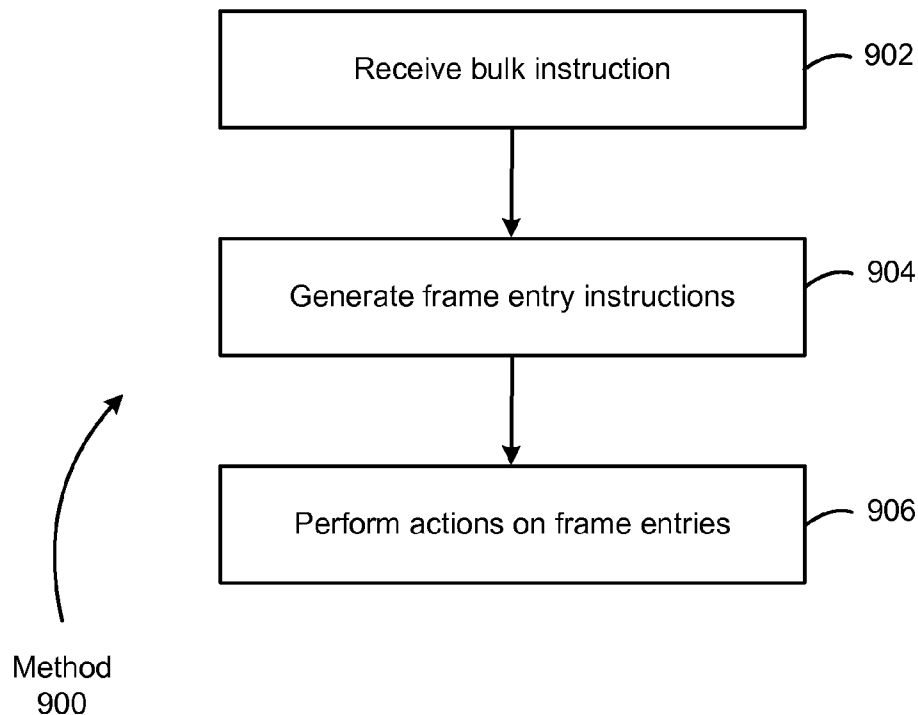 Receive bulk instruction
902
Generate frame entry instructions
904
Perform actions on frame entries
906
Method
900